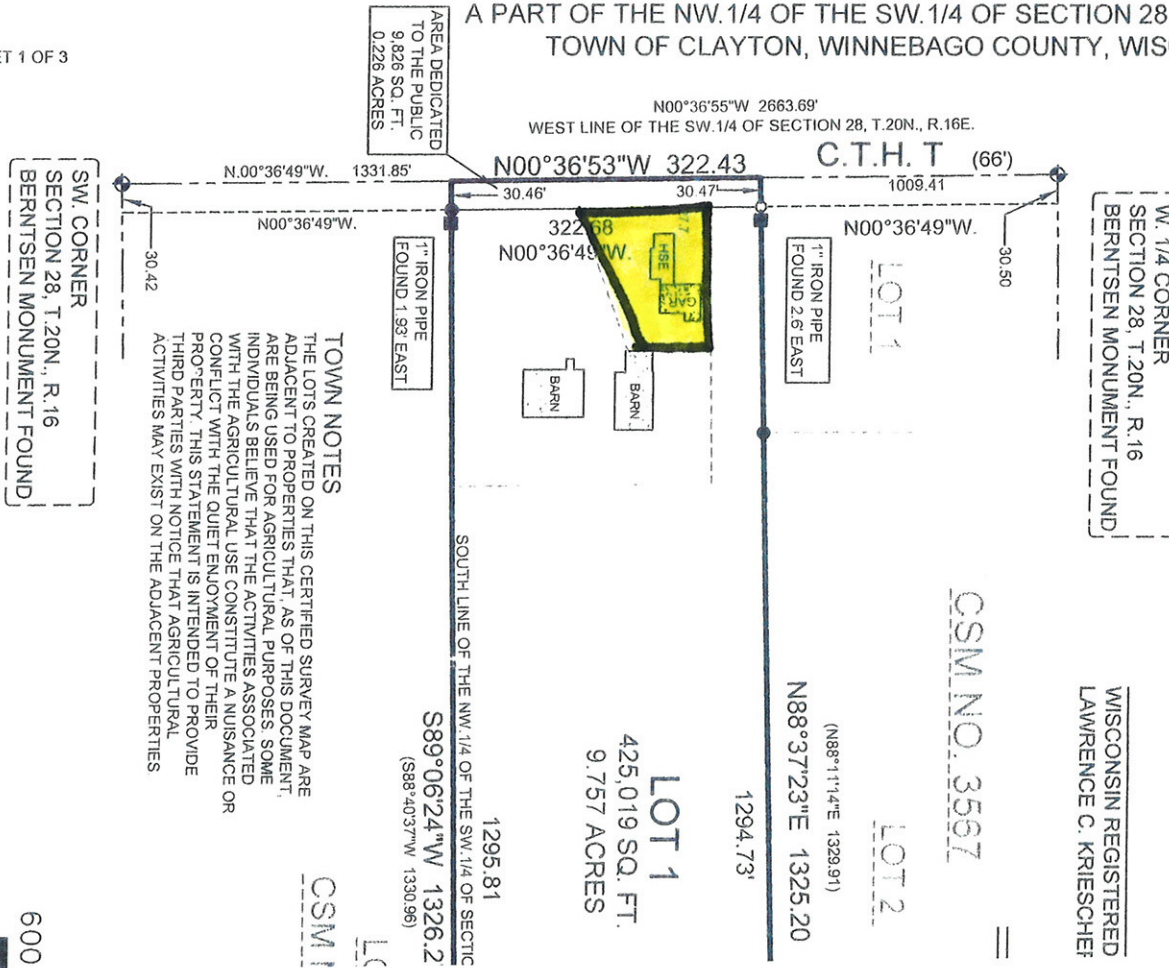 A PART OF THE NW.1/4 OF THE SW.1/4 OF SECTION 28
TOWN OF CLAYTON, WINNEBAGO COUNTY,
1 OF 3
AREA DEDICATED
TO THE PUBLIC
9,826 SQ. FT.
0.226 ACRES
N00°36'55"W 2663.69'
WEST LINE OF THE SW.1/4 OF SECTION 28, T.20N., R.16E.
N00°36'53"W 322.43
C.T.H. T (66')
N.00°36'49"W. 1331.85'
30.46'
30.47'
1009.41
N00°36'49"W.
322.68
N00°36'49"W.
N00°36'49"W.
30.42
30.50
SW. CORNER
SECTION 28, T.20N., R.16
BERNTSEN MONUMENT FOUND
W. 1/4 CORNER
SECTION 28, T.20N., R.16
BERNTSEN MONUMENT FOUND
1" IRON PIPE
FOUND 1.93' EAST
1" IRON PIPE
FOUND 2.6' EAST
HSE
GAR
BARN
BARN
LOT 1
TOWN NOTES
THE LOTS CREATED ON THIS CERTIFIED SURVEY MAP ARE
ADJACENT TO PROPERTIES THAT, AS OF THIS DOCUMENT,
ARE BEING USED FOR AGRICULTURAL PURPOSES. SOME
INDIVIDUALS BELIEVE THAT THE ACTIVITIES ASSOCIATED
WITH THE AGRICULTURAL USE CONSTITUTE A NUISANCE OR
CONFLICT WITH THE QUIET ENJOYMENT OF THEIR
PROPERTY. THIS STATEMENT IS INTENDED TO PROVIDE
THIRD PARTIES WITH NOTICE THAT AGRICULTURAL
ACTIVITIES MAY EXIST ON THE ADJACENT PROPERTIES.
SOUTH LINE OF THE NW.1/4 OF THE SW.1/4 OF
1295.81
S89°06'24"W 1326.2
(S88°40'37"W 1330.96)
LOT 1
425,019 SQ. FT.
9.757 ACRES
1294.73'
N88°37'23"E 1325.20
(N88°11'14"E 1329.91)
LOT 2
CSM NO. 3567
WISCONSIN REGISTERED
LAWRENCE C.
CSM
600